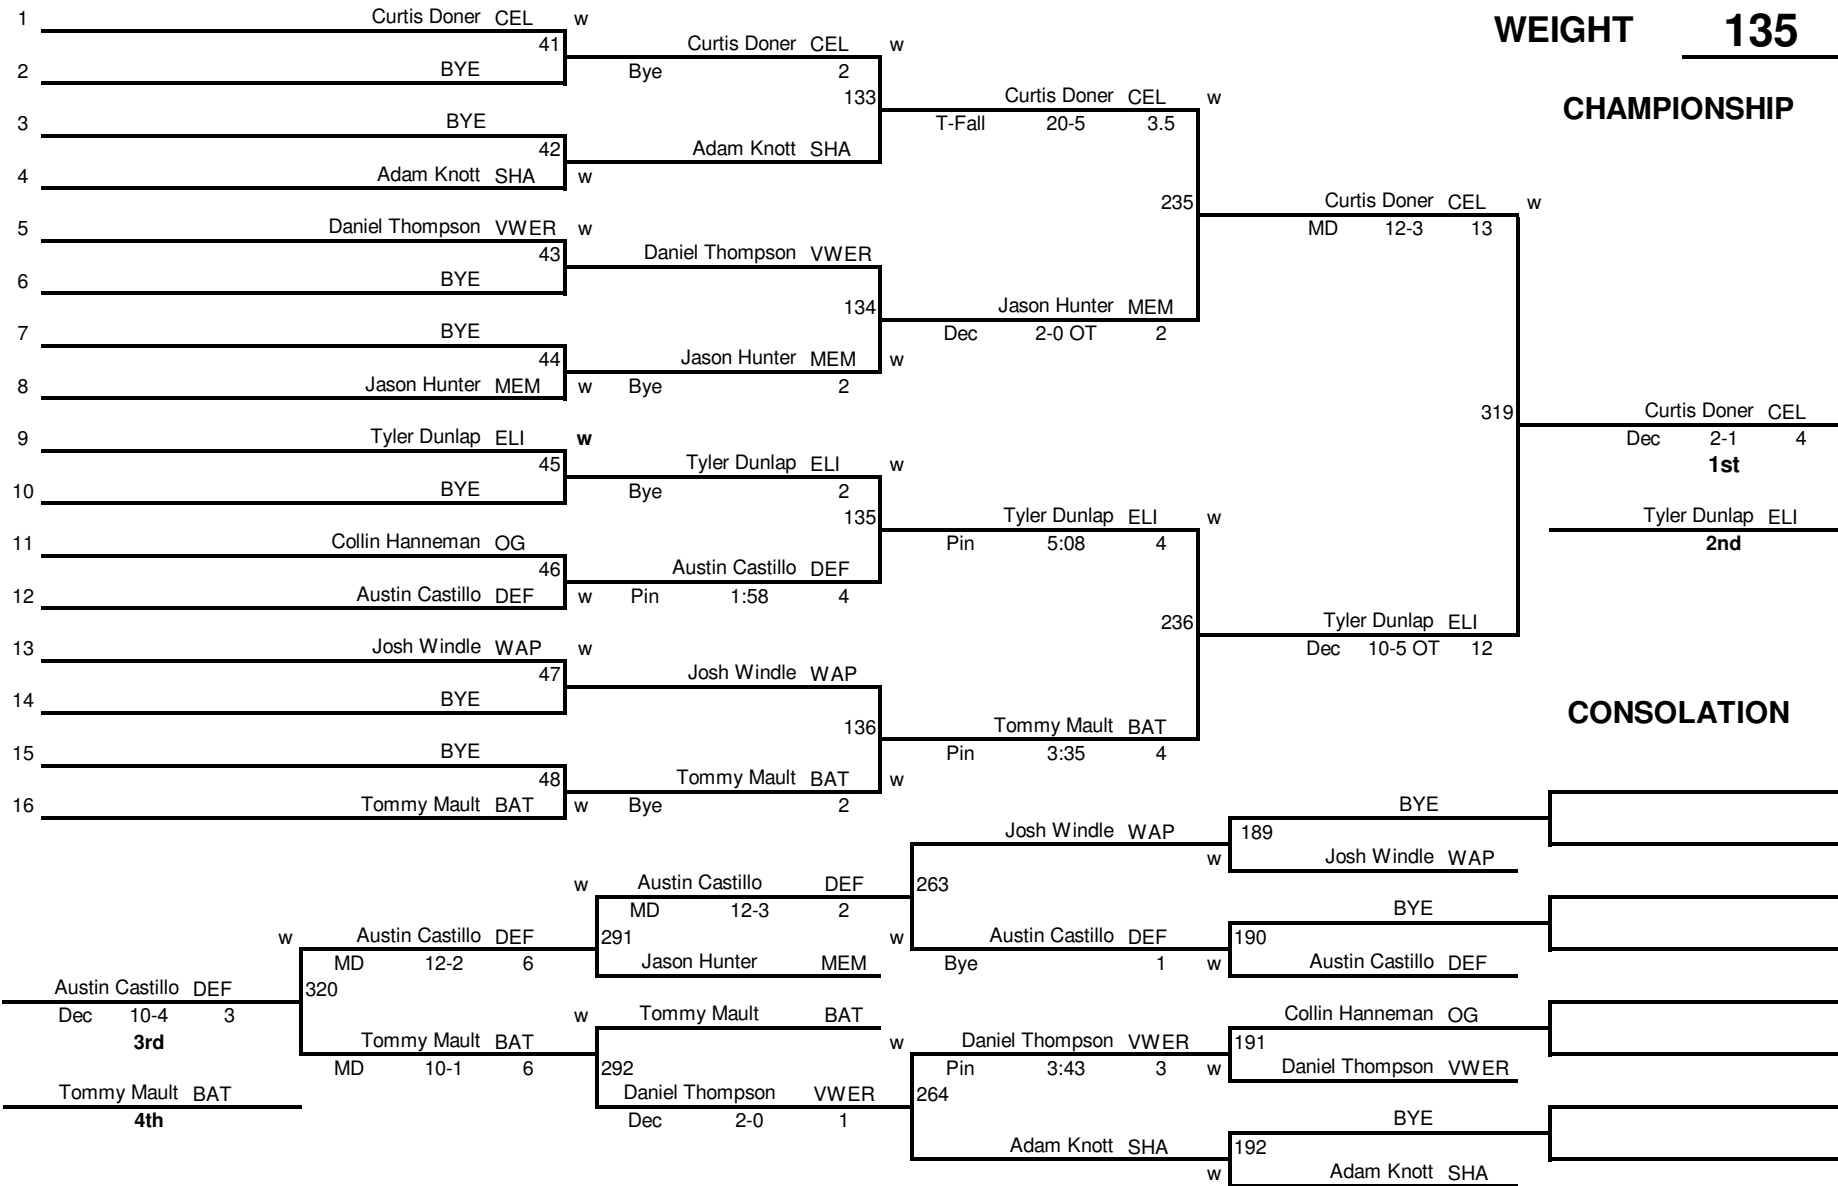 WEIGHT 135
CHAMPIONSHIP
1 Curtis Doner CEL w
41
2 BYE
3 BYE
42
4 Adam Knott SHA w
5 Daniel Thompson VWER w
43
6 BYE
7 BYE
44
8 Jason Hunter MEM w
9 Tyler Dunlap ELI w
45
10 BYE
11 Collin Hanneman OG
46
12 Austin Castillo DEF w
13 Josh Windle WAP w
47
14 BYE
15 BYE
48
16 Tommy Mault BAT w
Curtis Doner CEL w
Bye 2
133
Adam Knott SHA
Daniel Thompson VWER
134
Jason Hunter MEM w
Bye 2
Tyler Dunlap ELI w
Bye 2
135
Austin Castillo DEF
Pin 1:58 4
Josh Windle WAP
136
Tommy Mault BAT w
Bye 2
Curtis Doner CEL w
T-Fall 20-5 3.5
235
Jason Hunter MEM
Dec 2-0 OT 2
Tyler Dunlap ELI w
Pin 5:08 4
236
Tommy Mault BAT
Pin 3:35 4
Curtis Doner CEL w
MD 12-3 13
319
Tyler Dunlap ELI
Dec 10-5 OT 12
Curtis Doner CEL
Dec 2-1 4
1st
Tyler Dunlap ELI
2nd
CONSOLATION
BYE
189
w Josh Windle WAP
BYE
190
w Austin Castillo DEF
Collin Hanneman OG
191
w Daniel Thompson VWER
BYE
192
w Adam Knott SHA
Josh Windle WAP
263
w Austin Castillo DEF
Bye 1
w Daniel Thompson VWER
Pin 3:43 3
264
Adam Knott SHA
w Austin Castillo DEF
MD 12-3 2
291
Jason Hunter MEM
w Tommy Mault BAT
292
Daniel Thompson VWER
Dec 2-0 1
w Austin Castillo DEF
MD 12-2 6
320
Tommy Mault BAT
MD 10-1 6
Austin Castillo DEF
Dec 10-4 3
3rd
Tommy Mault BAT
4th